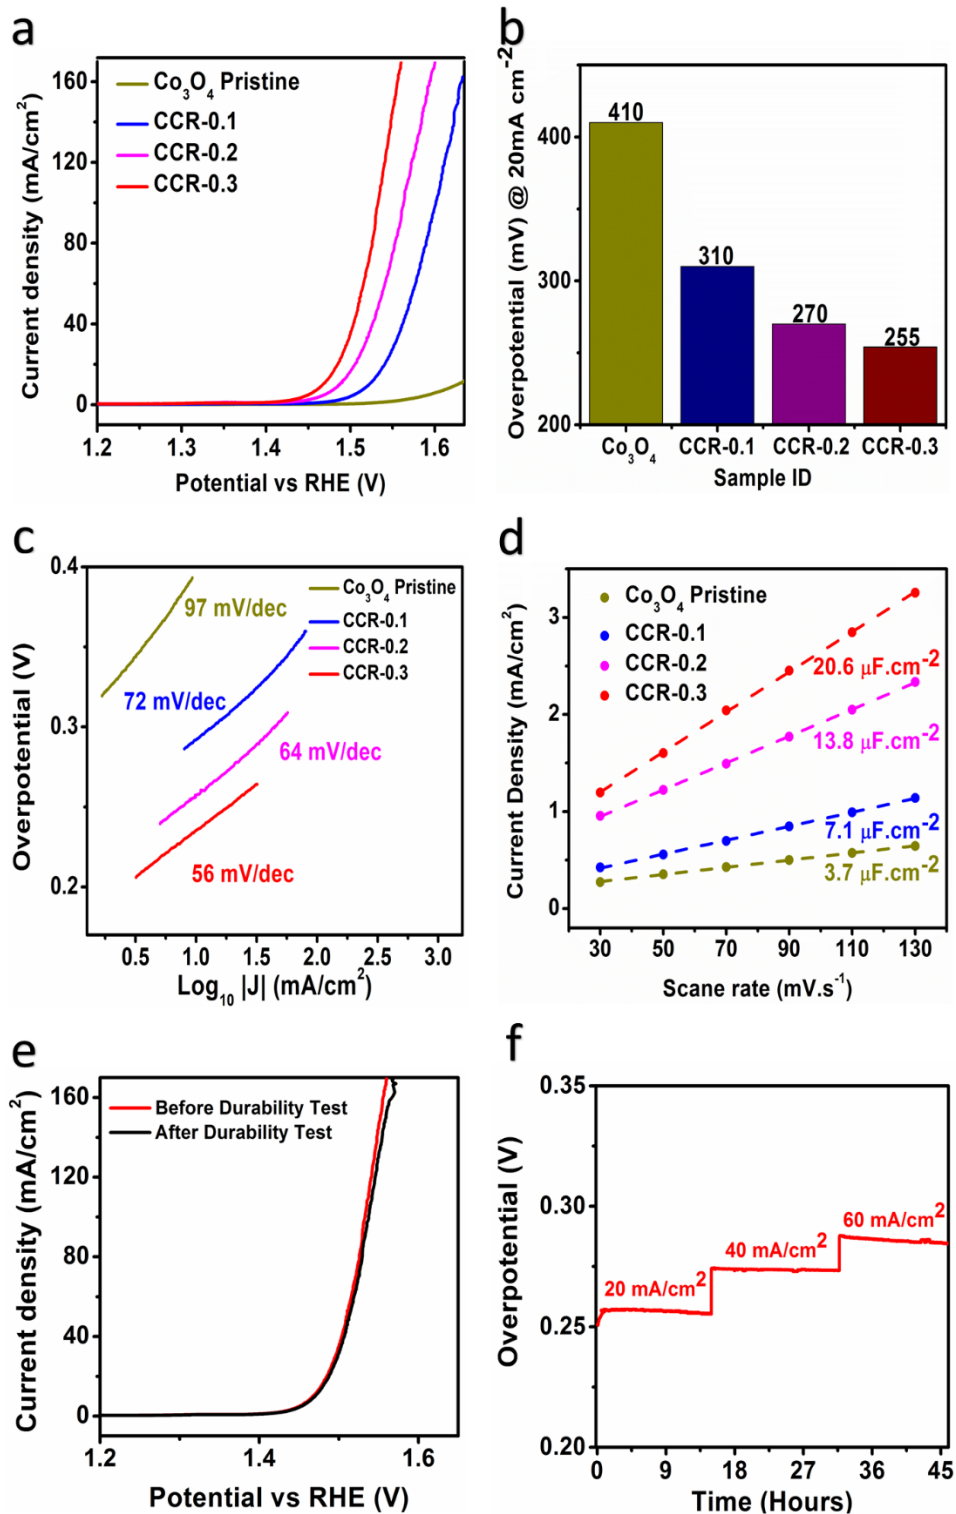 a
Co₃O₄ Pristine
CCR-0.1
CCR-0.2
CCR-0.3
160
120
80
40
0
1.2 1.3 1.4 1.5 1.6
Current density (mA/cm²)
Potential vs RHE (V)
b
Overpotential (mV) @ 20mA cm⁻²
400
300
200
410
310
270
255
Co₃O₄ CCR-0.1 CCR-0.2 CCR-0.3
Sample ID
c
Overpotential (V)
0.4
0.3
0.2
97 mV/dec
72 mV/dec
64 mV/dec
56 mV/dec
Co₃O₄ Pristine
CCR-0.1
CCR-0.2
CCR-0.3
0.5 1.0 1.5 2.0 2.5 3.0
Log₁₀ |J| (mA/cm²)
d
Current Density (mA/cm²)
3
2
1
0
Co₃O₄ Pristine
CCR-0.1
CCR-0.2
CCR-0.3
20.6 µF.cm⁻²
13.8 µF.cm⁻²
7.1 µF.cm⁻²
3.7 µF.cm⁻²
30 50 70 90 110 130
Scane rate (mV.s⁻¹)
e
Current density (mA/cm²)
160
120
80
40
0
Before Durability Test
After Durability Test
1.2 1.4 1.6
Potential vs RHE (V)
f
Overpotential (V)
0.35
0.30
0.25
0.20
20 mA/cm²
40 mA/cm²
60 mA/cm²
0 9 18 27 36 45
Time (Hours)